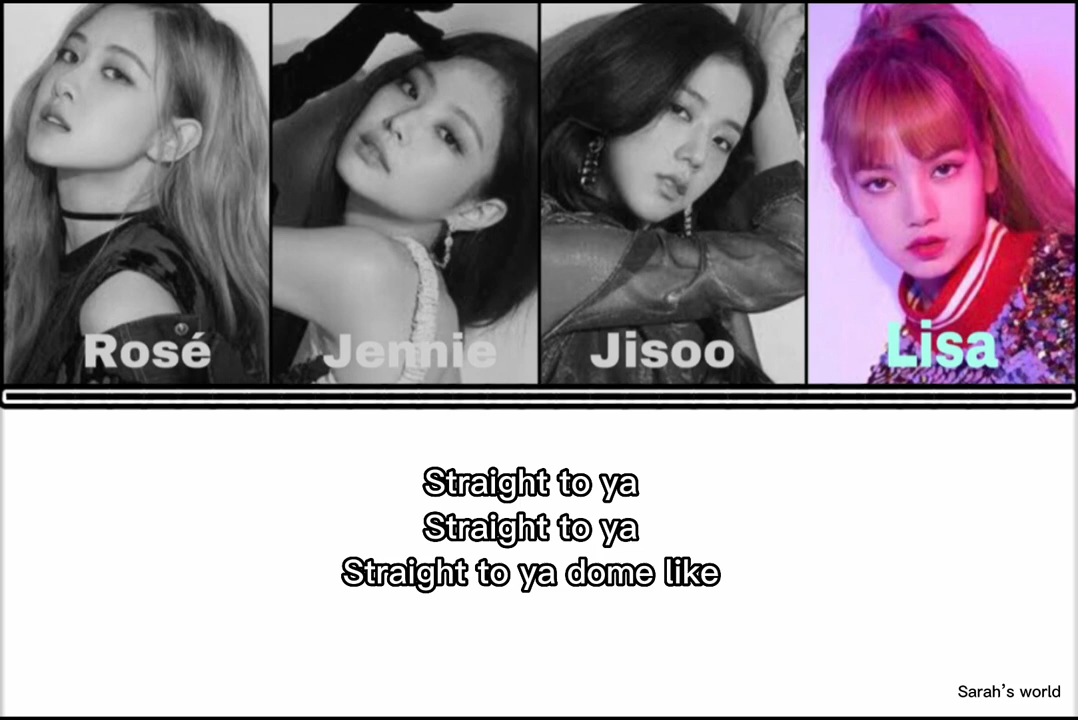 Rosé
Jennie
Jisoo
Lisa
Straight to ya
Straight to ya
Straight to ya dome like
Sarah's world